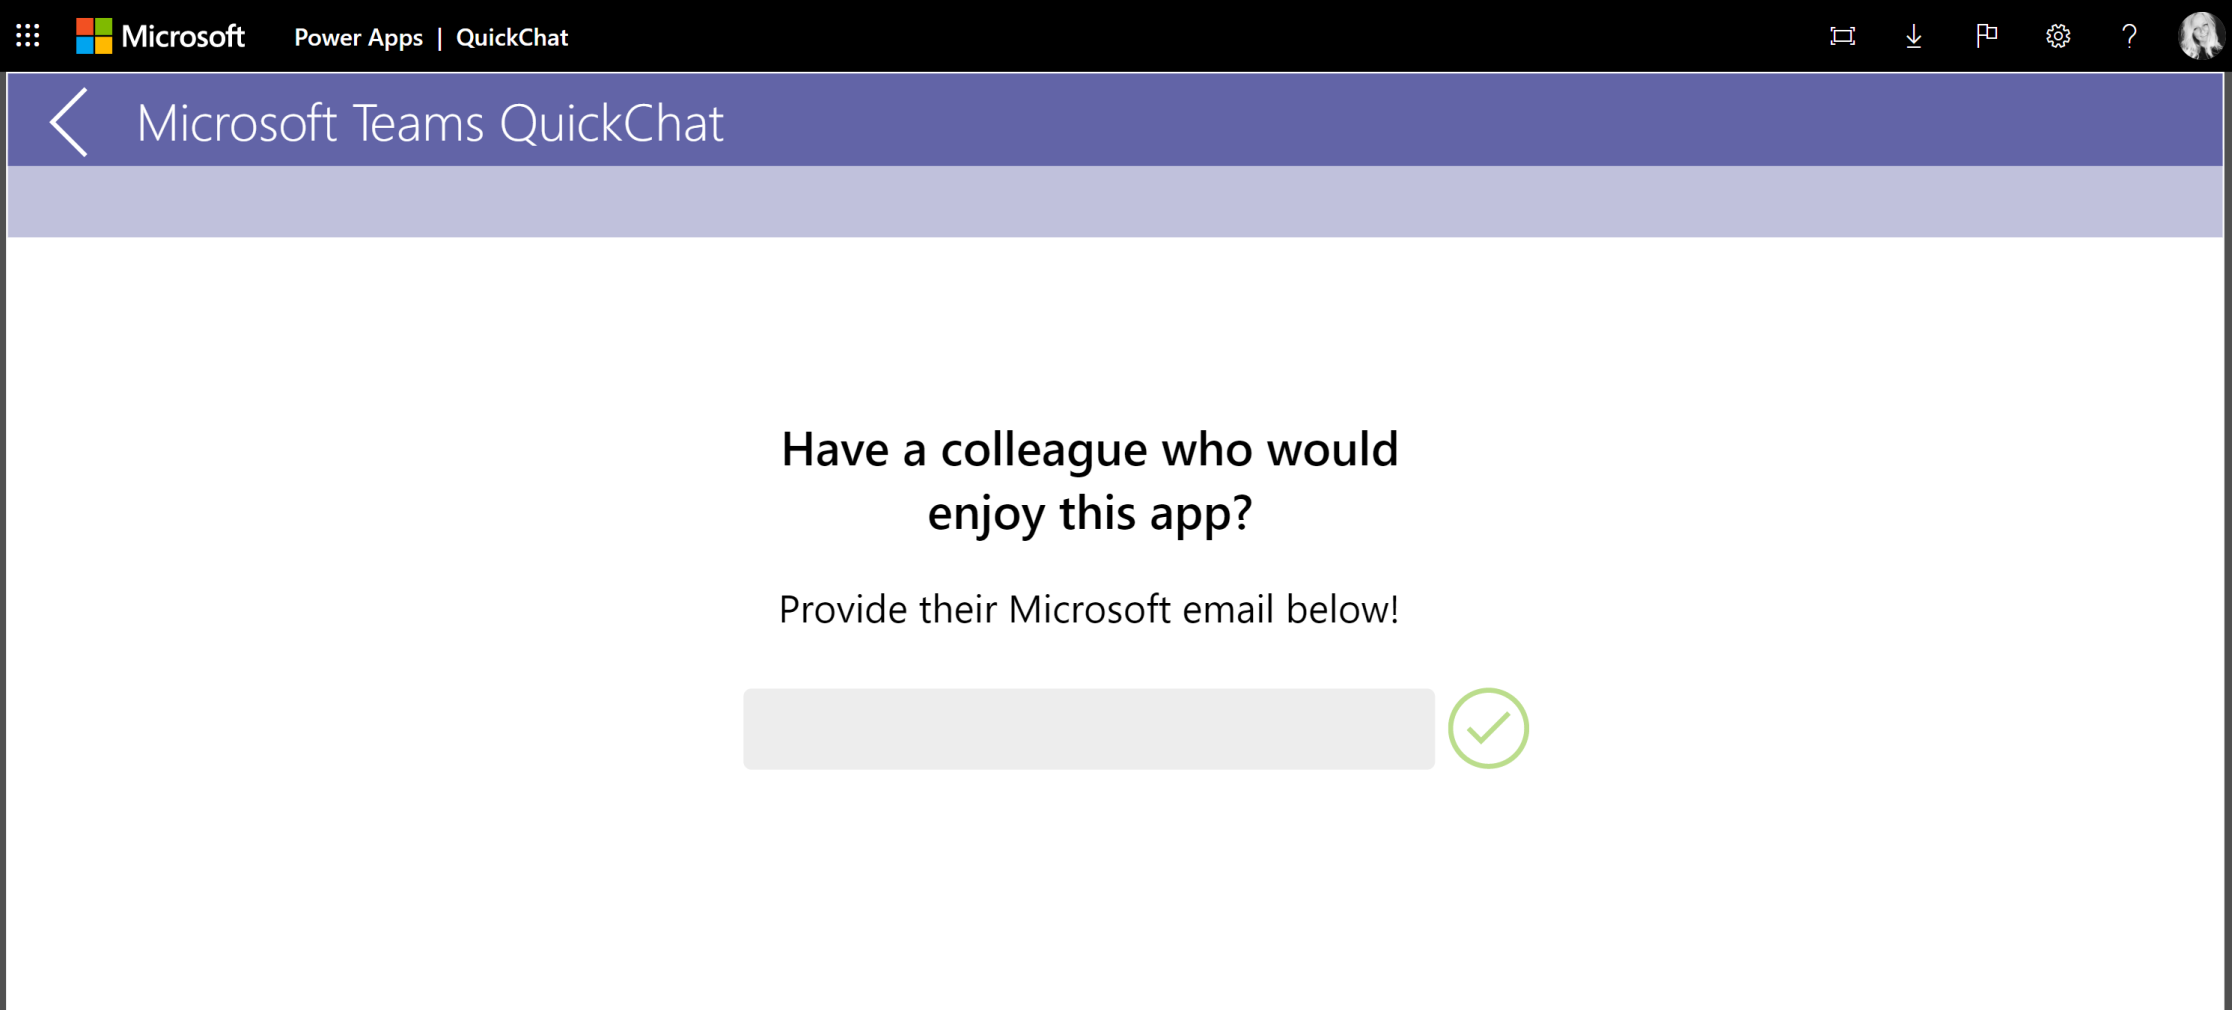 Microsoft Power Apps | QuickChat
Microsoft Teams QuickChat
Have a colleague who would
enjoy this app?
Provide their Microsoft email below!